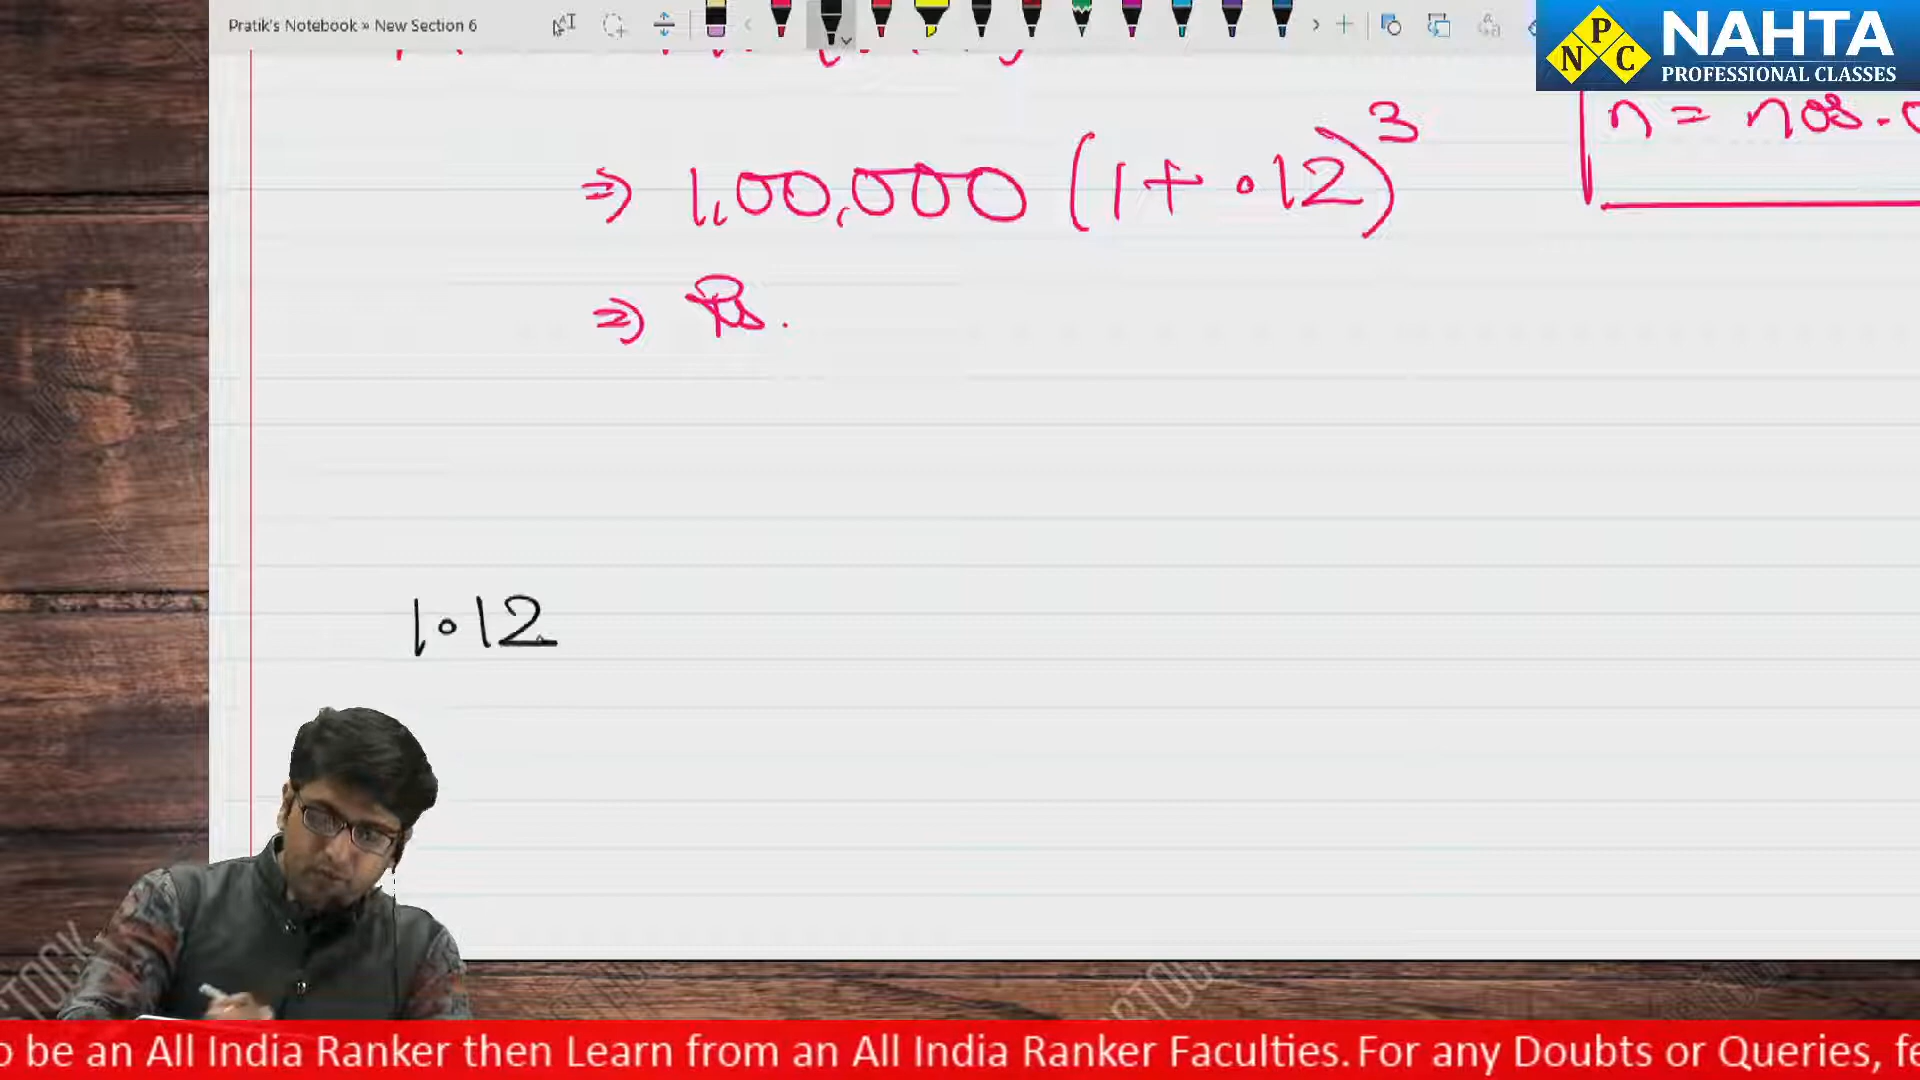 Pratik's Notebook » New Section 6
NPC NAHTA
PROFESSIONAL CLASSES
n = nos.
⇒ 1,00,000 (1+ .12)³
⇒ Rs.
1.12
o be an All India Ranker then Learn from an All India Ranker Faculties. For any Doubts or Queries, fe